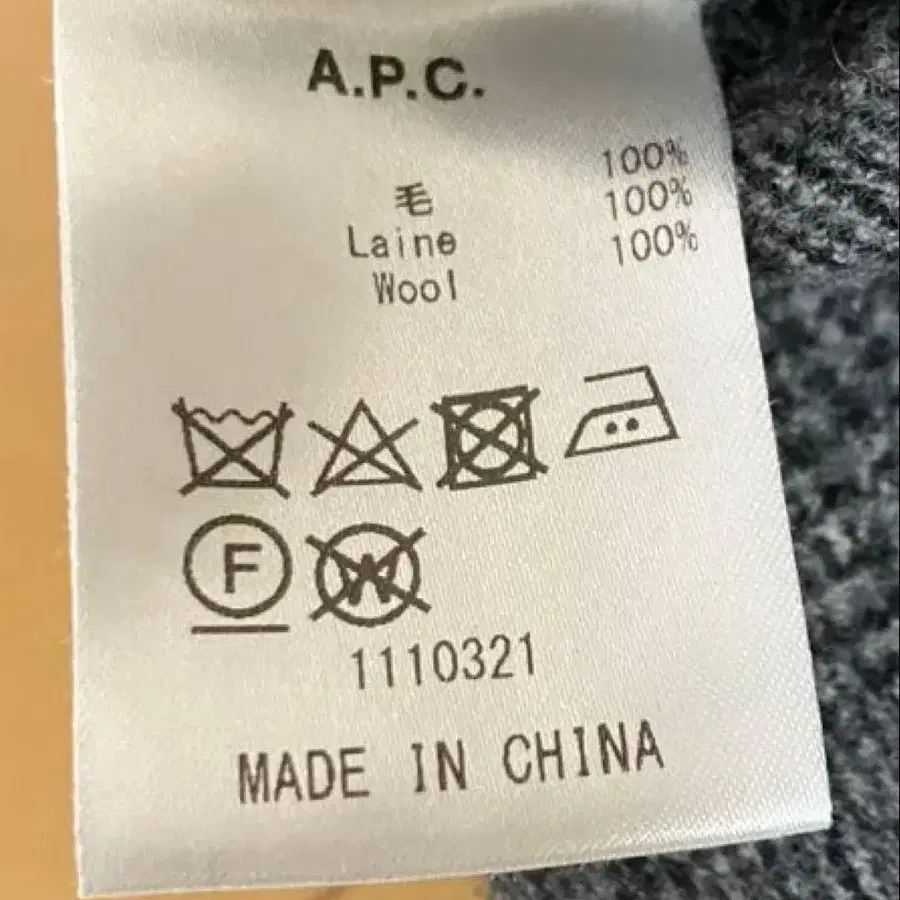 A.P.C.
毛 100%
Laine 100%
Wool 100%
F W
1110321
MADE IN CHINA